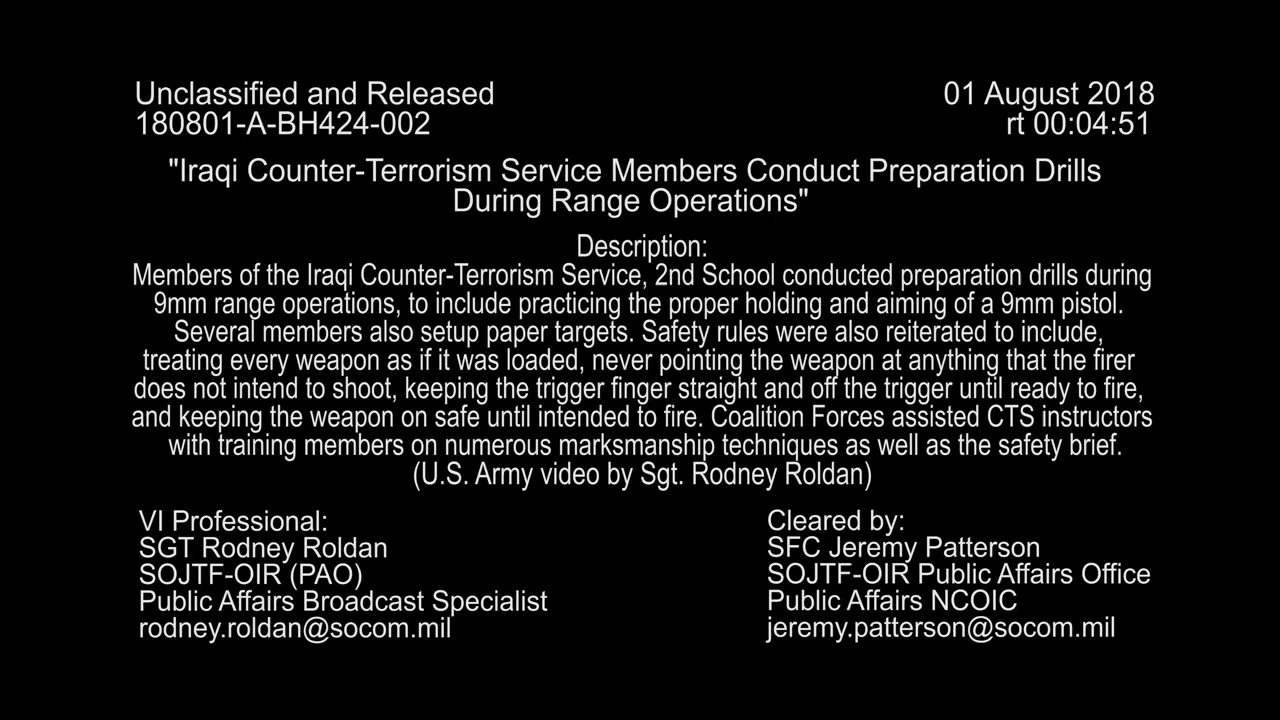 Unclassified and Released
01 August 2018
180801-A-BH424-002
rt 00:04:51
"Iraqi Counter-Terrorism Service Members Conduct Preparation Drills
During Range Operations"
Description:
Members of the Iraqi Counter-Terrorism Service, 2nd School conducted preparation drills during
9mm range operations, to include practicing the proper holding and aiming of a 9mm pistol.
Several members also setup paper targets. Safety rules were also reiterated to include,
treating every weapon as if it was loaded, never pointing the weapon at anything that the firer
does not intend to shoot, keeping the trigger finger straight and off the trigger until ready to fire,
and keeping the weapon on safe until intended to fire. Coalition Forces assisted CTS instructors
with training members on numerous marksmanship techniques as well as the safety brief.
(U.S. Army video by Sgt. Rodney Roldan)
VI Professional:
SGT Rodney Roldan
SOJTF-OIR (PAO)
Public Affairs Broadcast Specialist
rodney.roldan@socom.mil
Cleared by:
SFC Jeremy Patterson
SOJTF-OIR Public Affairs Office
Public Affairs NCOIC
jeremy.patterson@socom.mil